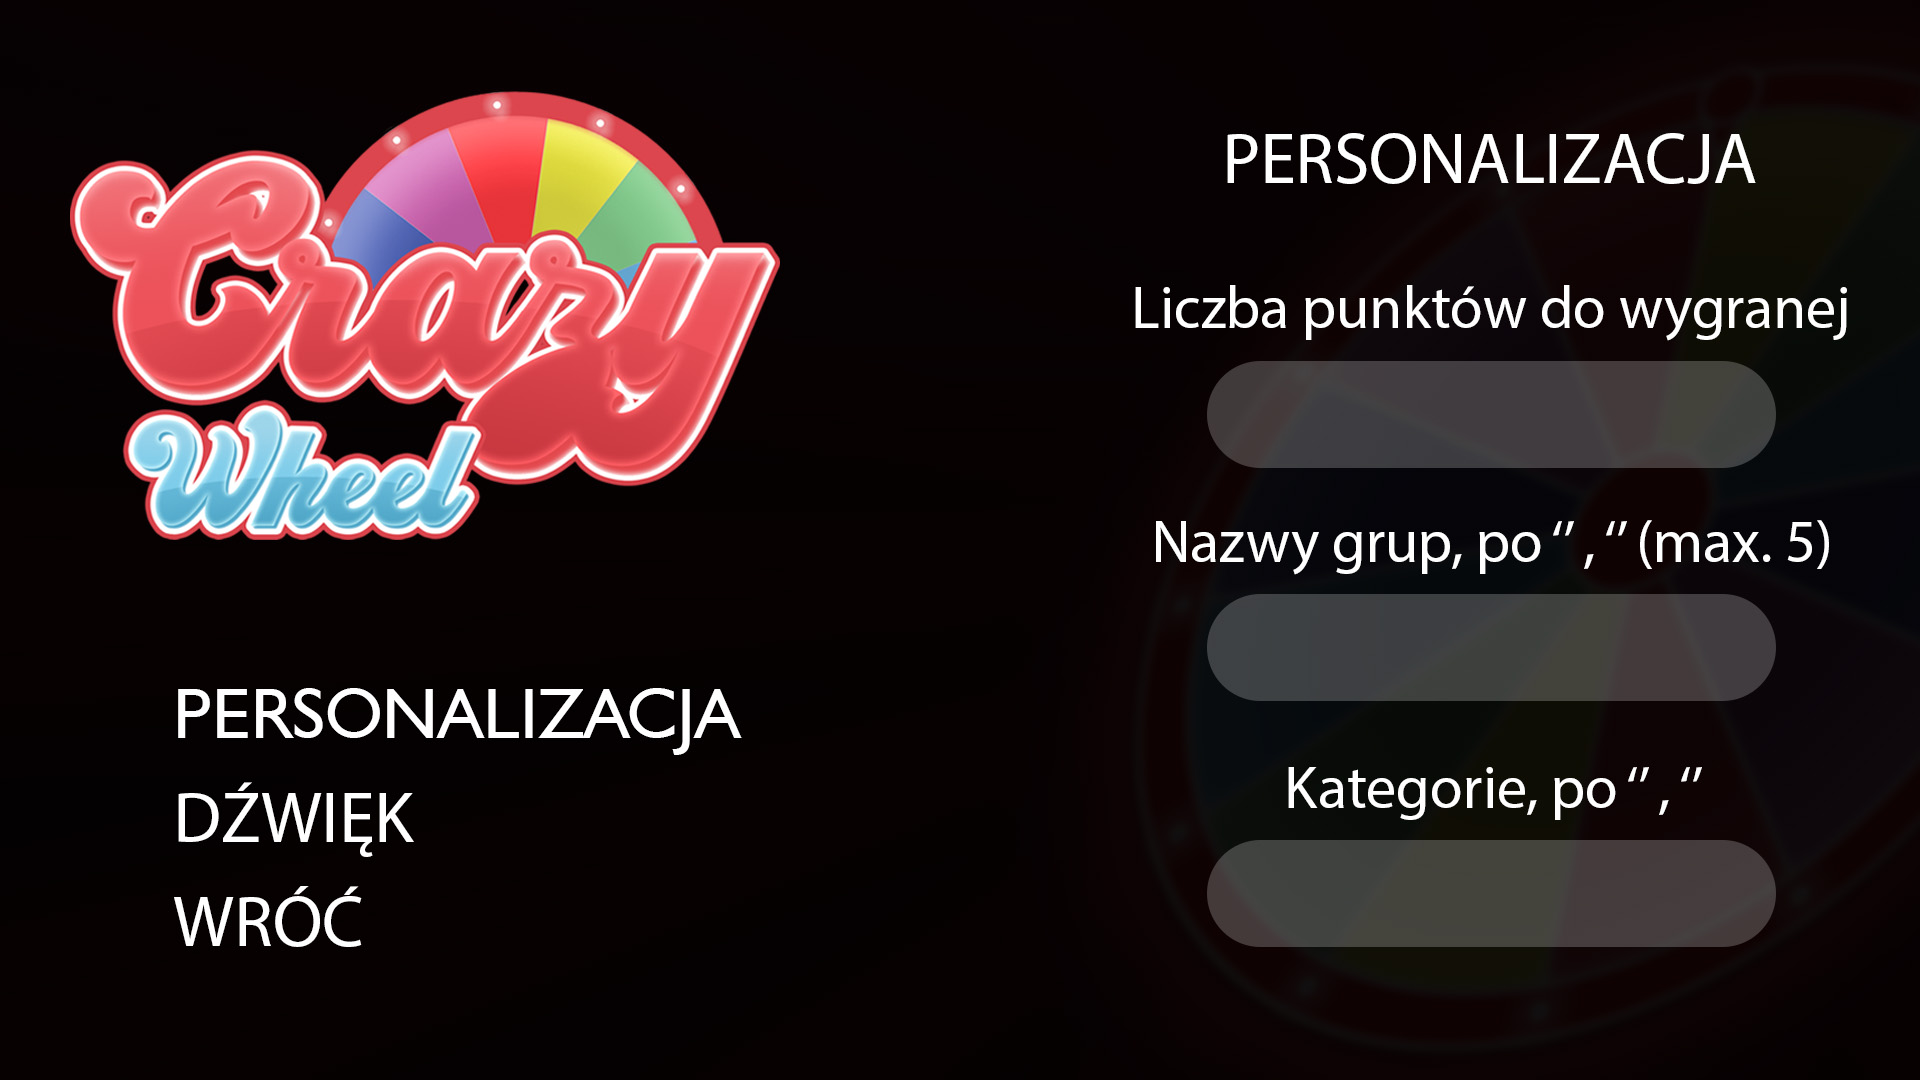 Crazy
Wheel
PERSONALIZACJA
DŹWIĘK
WRÓĆ
PERSONALIZACJA
Liczba punktów do wygranej
Nazwy grup, po “ , “ (max. 5)
Kategorie, po “ , “